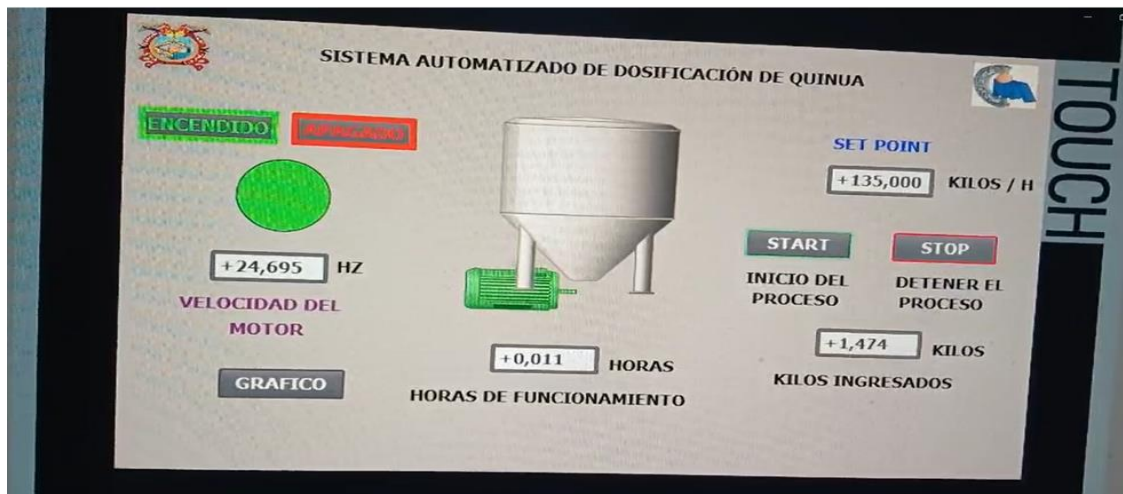 SISTEMA AUTOMATIZADO DE DOSIFICACIÓN DE QUINUA
TOUCH
ENCENDIDO
APAGADO
SET POINT
+135,000 KILOS / H
START
STOP
+24,695 HZ
INICIO DEL
PROCESO
DETENER EL
PROCESO
VELOCIDAD DEL
MOTOR
+1,474 KILOS
+0,011 HORAS
KILOS INGRESADOS
GRAFICO
HORAS DE FUNCIONAMIENTO